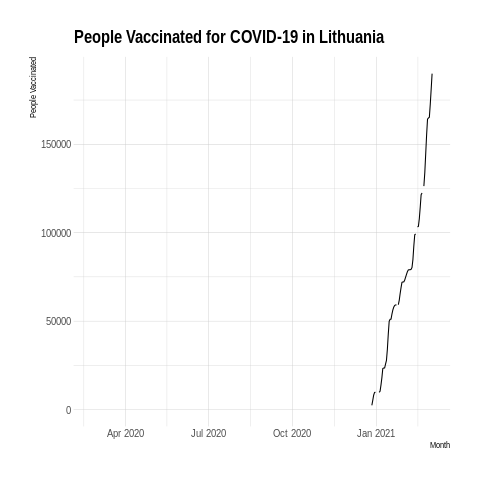 People Vaccinated for COVID-19 in Lithuania
People Vaccinated
150000
100000
50000
0
Apr 2020 Jul 2020 Oct 2020 Jan 2021
Month